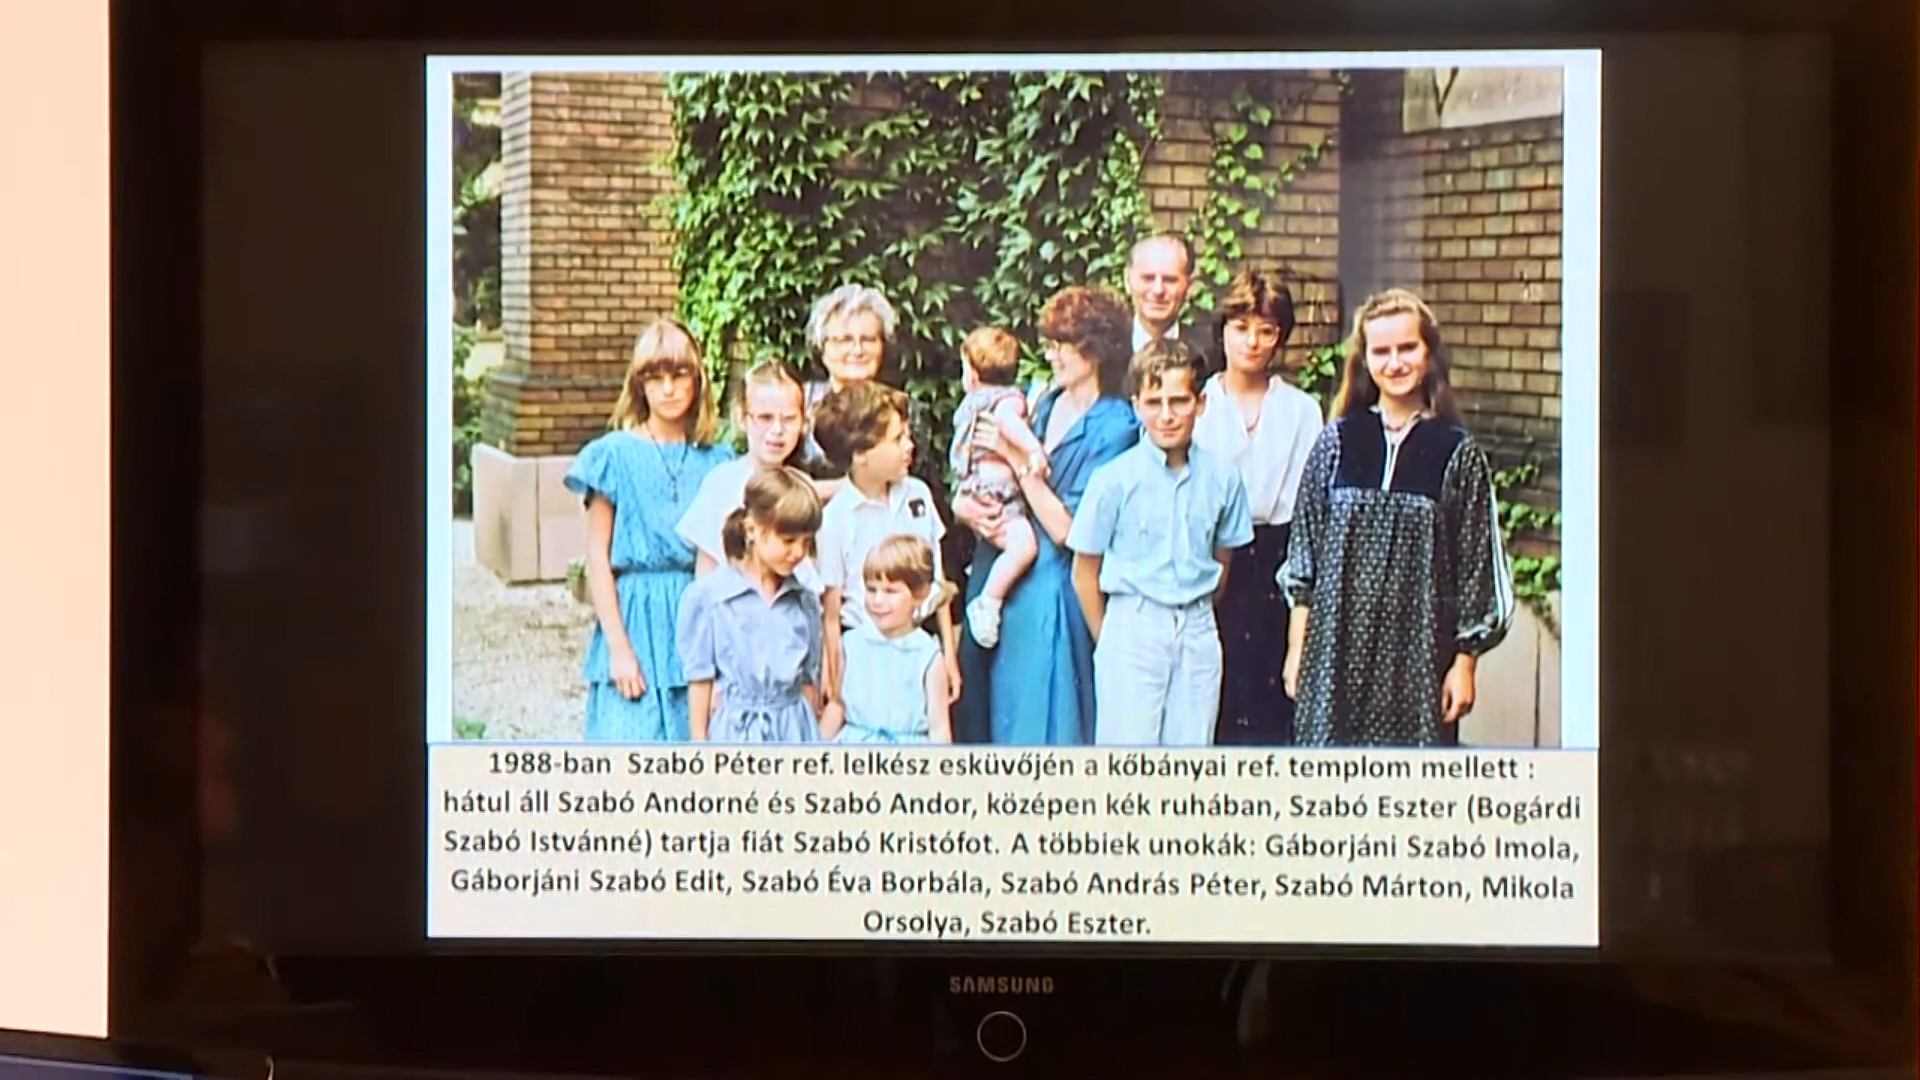 1988-ban Szabó Péter ref. lelkész esküvőjén a kőbányai ref. templom mellett :
hátul áll Szabó Andorné és Szabó Andor, középen kék ruhában, Szabó Eszter (Bogárdi
Szabó Istvánné) tartja fiát Szabó Kristófot. A többiek unokák: Gáborjáni Szabó Imola,
Gáborjáni Szabó Edit, Szabó Éva Borbála, Szabó András Péter, Szabó Márton, Mikola
Orsolya, Szabó Eszter.
SAMSUNG